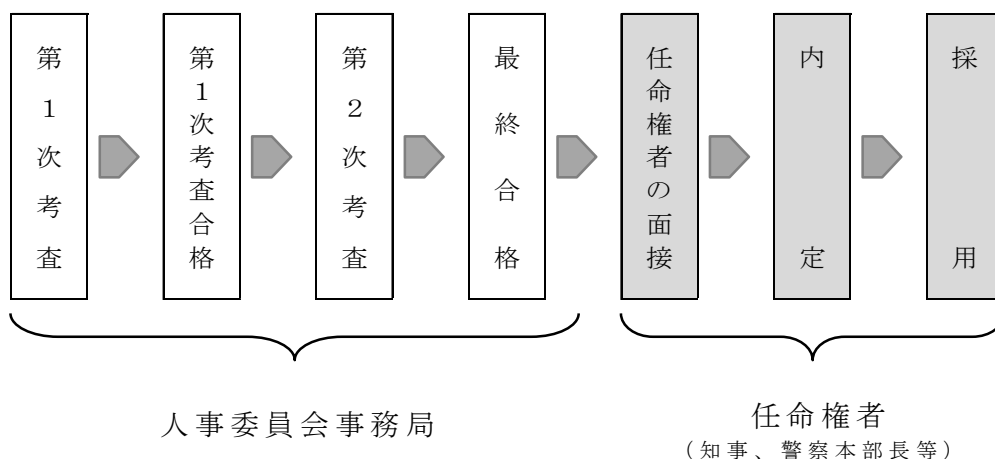 第1次考査
第1次考査合格
第2次考査
最終合格
任命権者の面接
内定
採用
人事委員会事務局
任命権者
（知事、警察本部長等）